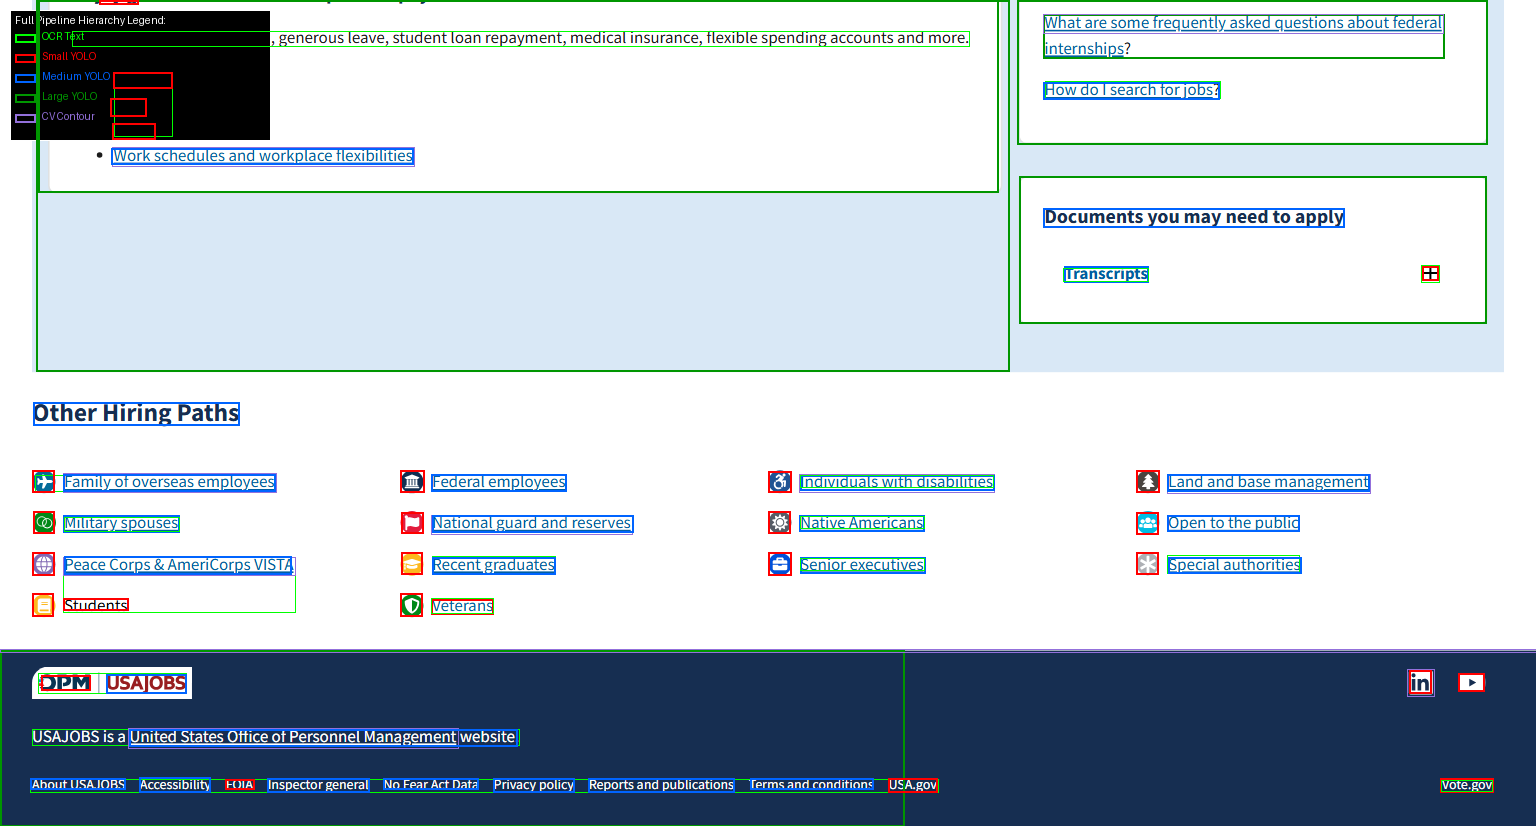 Full Pipeline Hierarchy Legend:
OCR Text
Small YOLO
Medium YOLO
Large YOLO
CV Contour
, generous leave, student loan repayment, medical insurance, flexible spending accounts and more.
Work schedules and workplace flexibilities
What are some frequently asked questions about federal
internships?
How do I search for jobs?
Documents you may need to apply
Transcripts
Other Hiring Paths
Family of overseas employees
Federal employees
Individuals with disabilities
Land and base management
Military spouses
National guard and reserves
Native Americans
Open to the public
Peace Corps & AmeriCorps VISTA
Recent graduates
Senior executives
Special authorities
Students
Veterans
OPM USAJOBS
in
USAJOBS is a United States Office of Personnel Management website
About USAJOBS Accessibility FOIA Inspector general No Fear Act Data Privacy policy Reports and publications Terms and conditions USA.gov Vote.gov